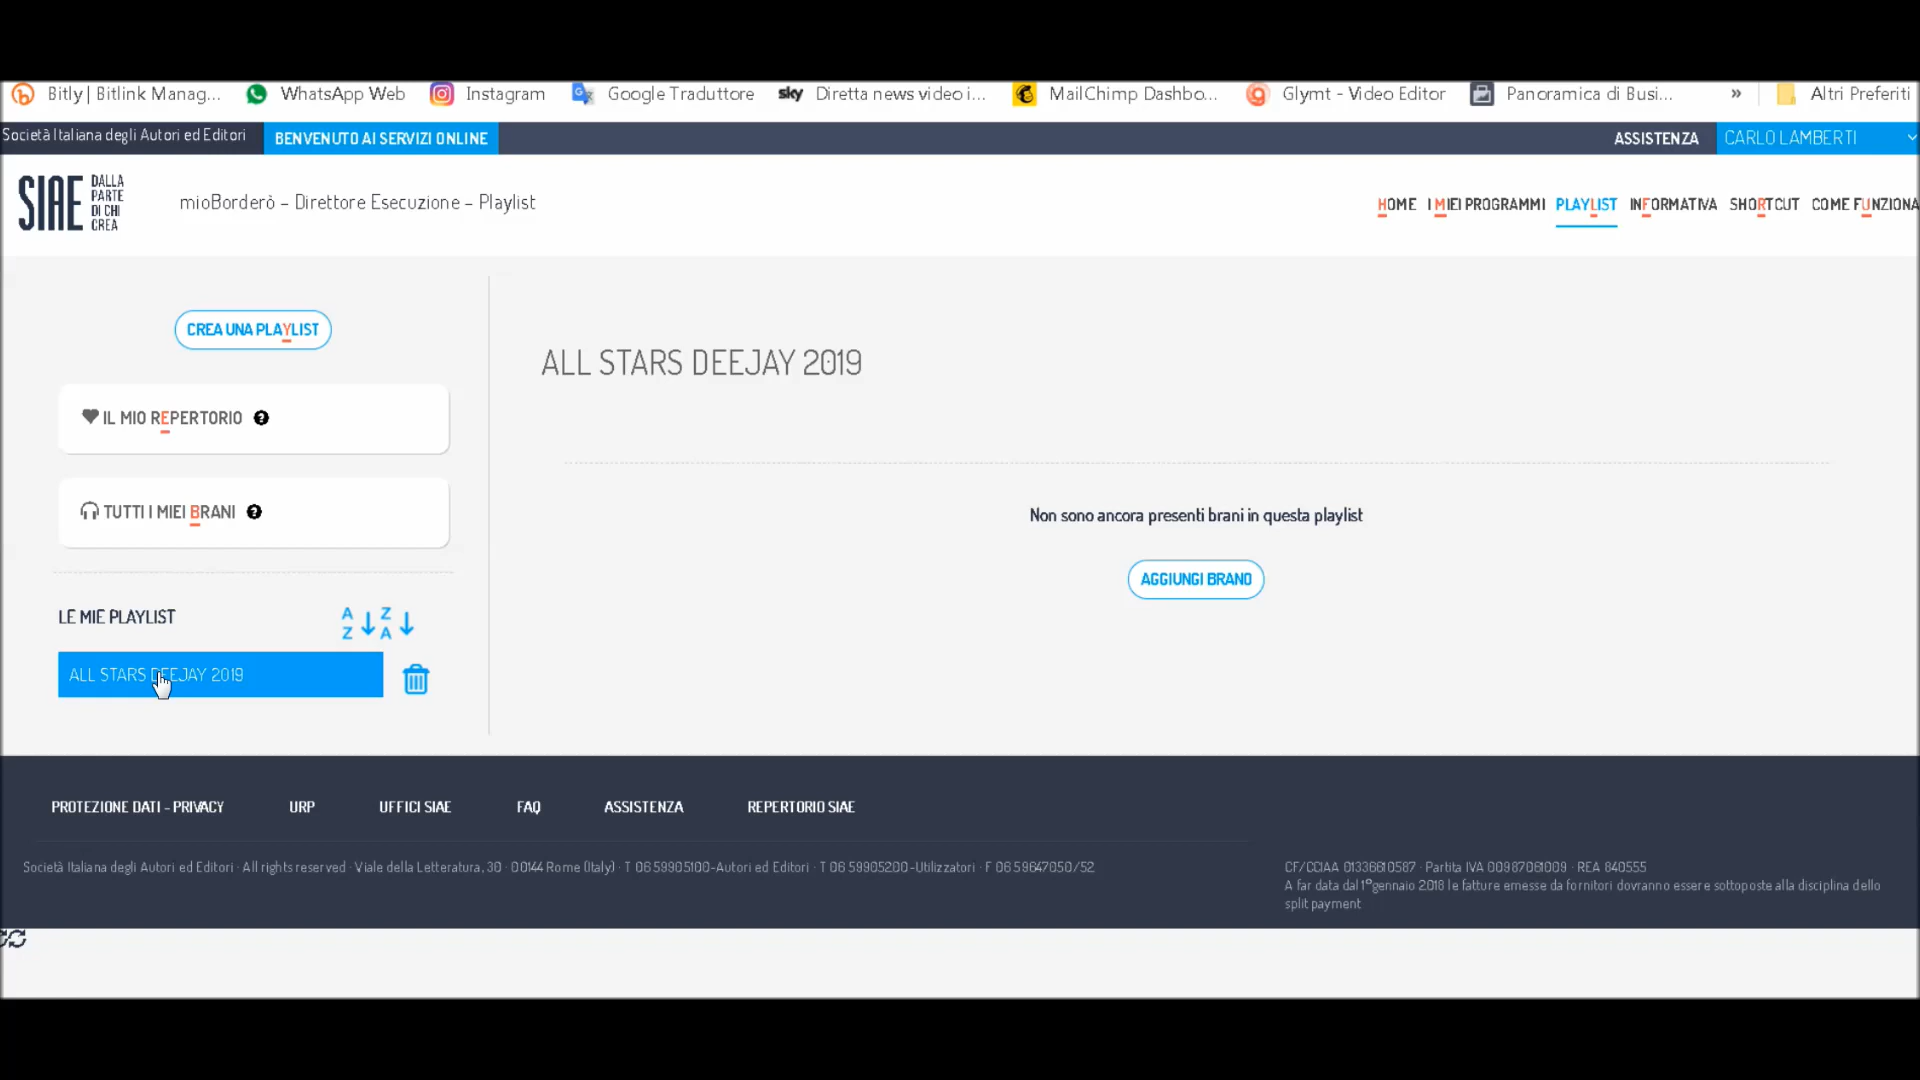 Bitly | Bitlink Manag... WhatsApp Web Instagram Google Traduttore sky Diretta news video i... MailChimp Dashbo... Glymt - Video Editor Panoramica di Busi... » Altri Preferiti
Società Italiana degli Autori ed Editori BENVENUTO AI SERVIZI ONLINE ASSISTENZA CARLO LAMBERTI
SIAE DALLA PARTE DI CHI CREA
mioBorderò – Direttore Esecuzione – Playlist
HOME I MIEI PROGRAMMI PLAYLIST INFORMATIVA SHORTCUT COME FUNZIONA
CREA UNA PLAYLIST
IL MIO REPERTORIO ?
TUTTI I MIEI BRANI ?
LE MIE PLAYLIST A Z Z A
ALL STARS DEEJAY 2019
ALL STARS DEEJAY 2019
Non sono ancora presenti brani in questa playlist
AGGIUNGI BRANO
PROTEZIONE DATI - PRIVACY URP UFFICI SIAE FAQ ASSISTENZA REPERTORIO SIAE
Società Italiana degli Autori ed Editori · All rights reserved · Viale della Letteratura, 30 · 00144 Rome (Italy) · T 06 59905100-Autori ed Editori · T 06 59905200-Utilizzatori · F 06 59647050/52
CF/CCIAA 01336610587 · Partita IVA 00987061009 · REA 840555
A far data dal 1° gennaio 2018 le fatture emesse da fornitori dovranno essere sottoposte alla disciplina dello
split payment